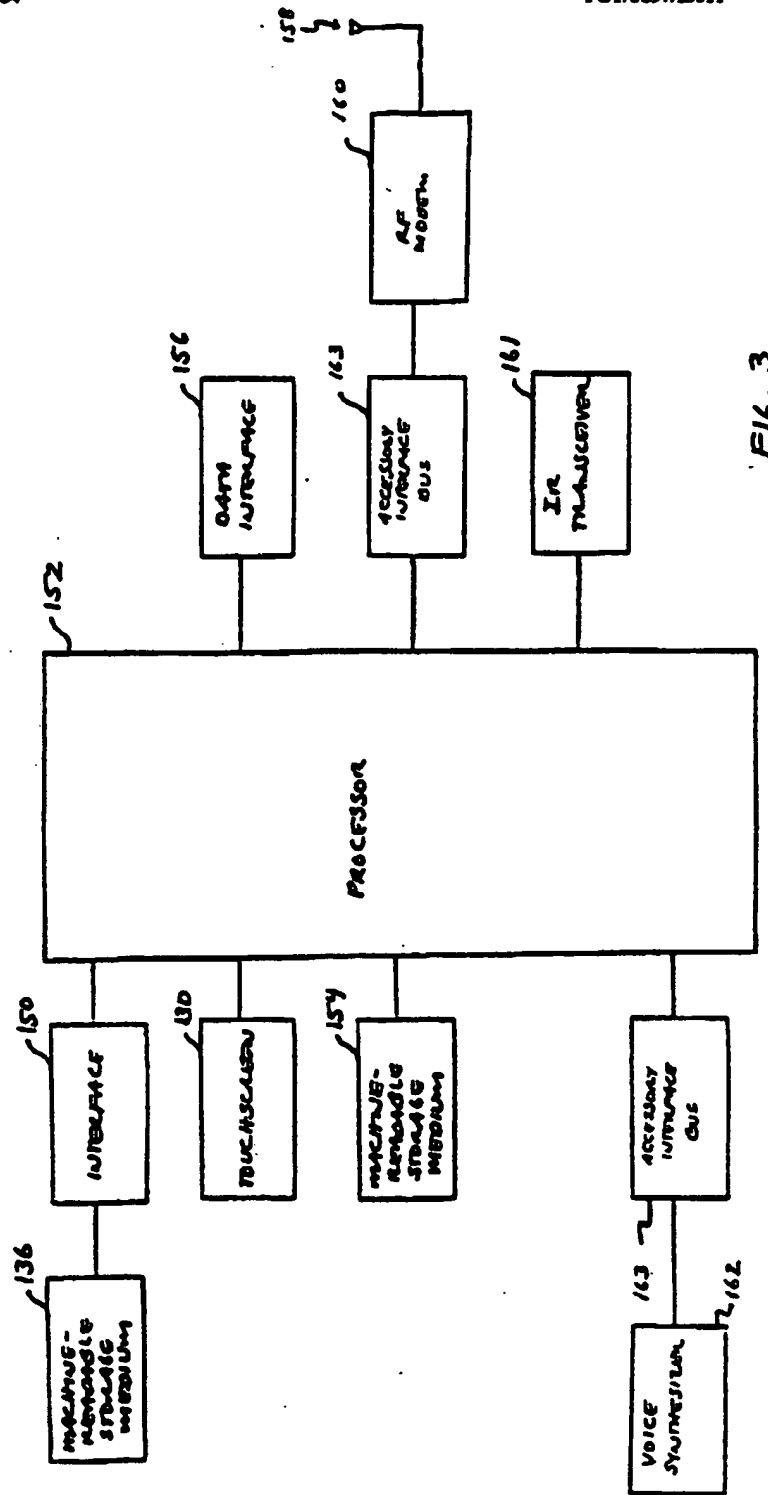 136
MACHINE-
READABLE
STORAGE
MEDIUM
150
INTERFACE
130
TOUCHSCREEN
154
MACHINE-
READABLE
STORAGE
MEDIUM
VOICE
SYNTHESIZER
162
163
ACCESSORY
INTERFACE
BUS
152
PROCESSOR
156
DATA
INTERFACE
163
ACCESSORY
INTERFACE
BUS
161
IR
TRANSCEIVER
160
RF
MODEM
158
FIG. 3